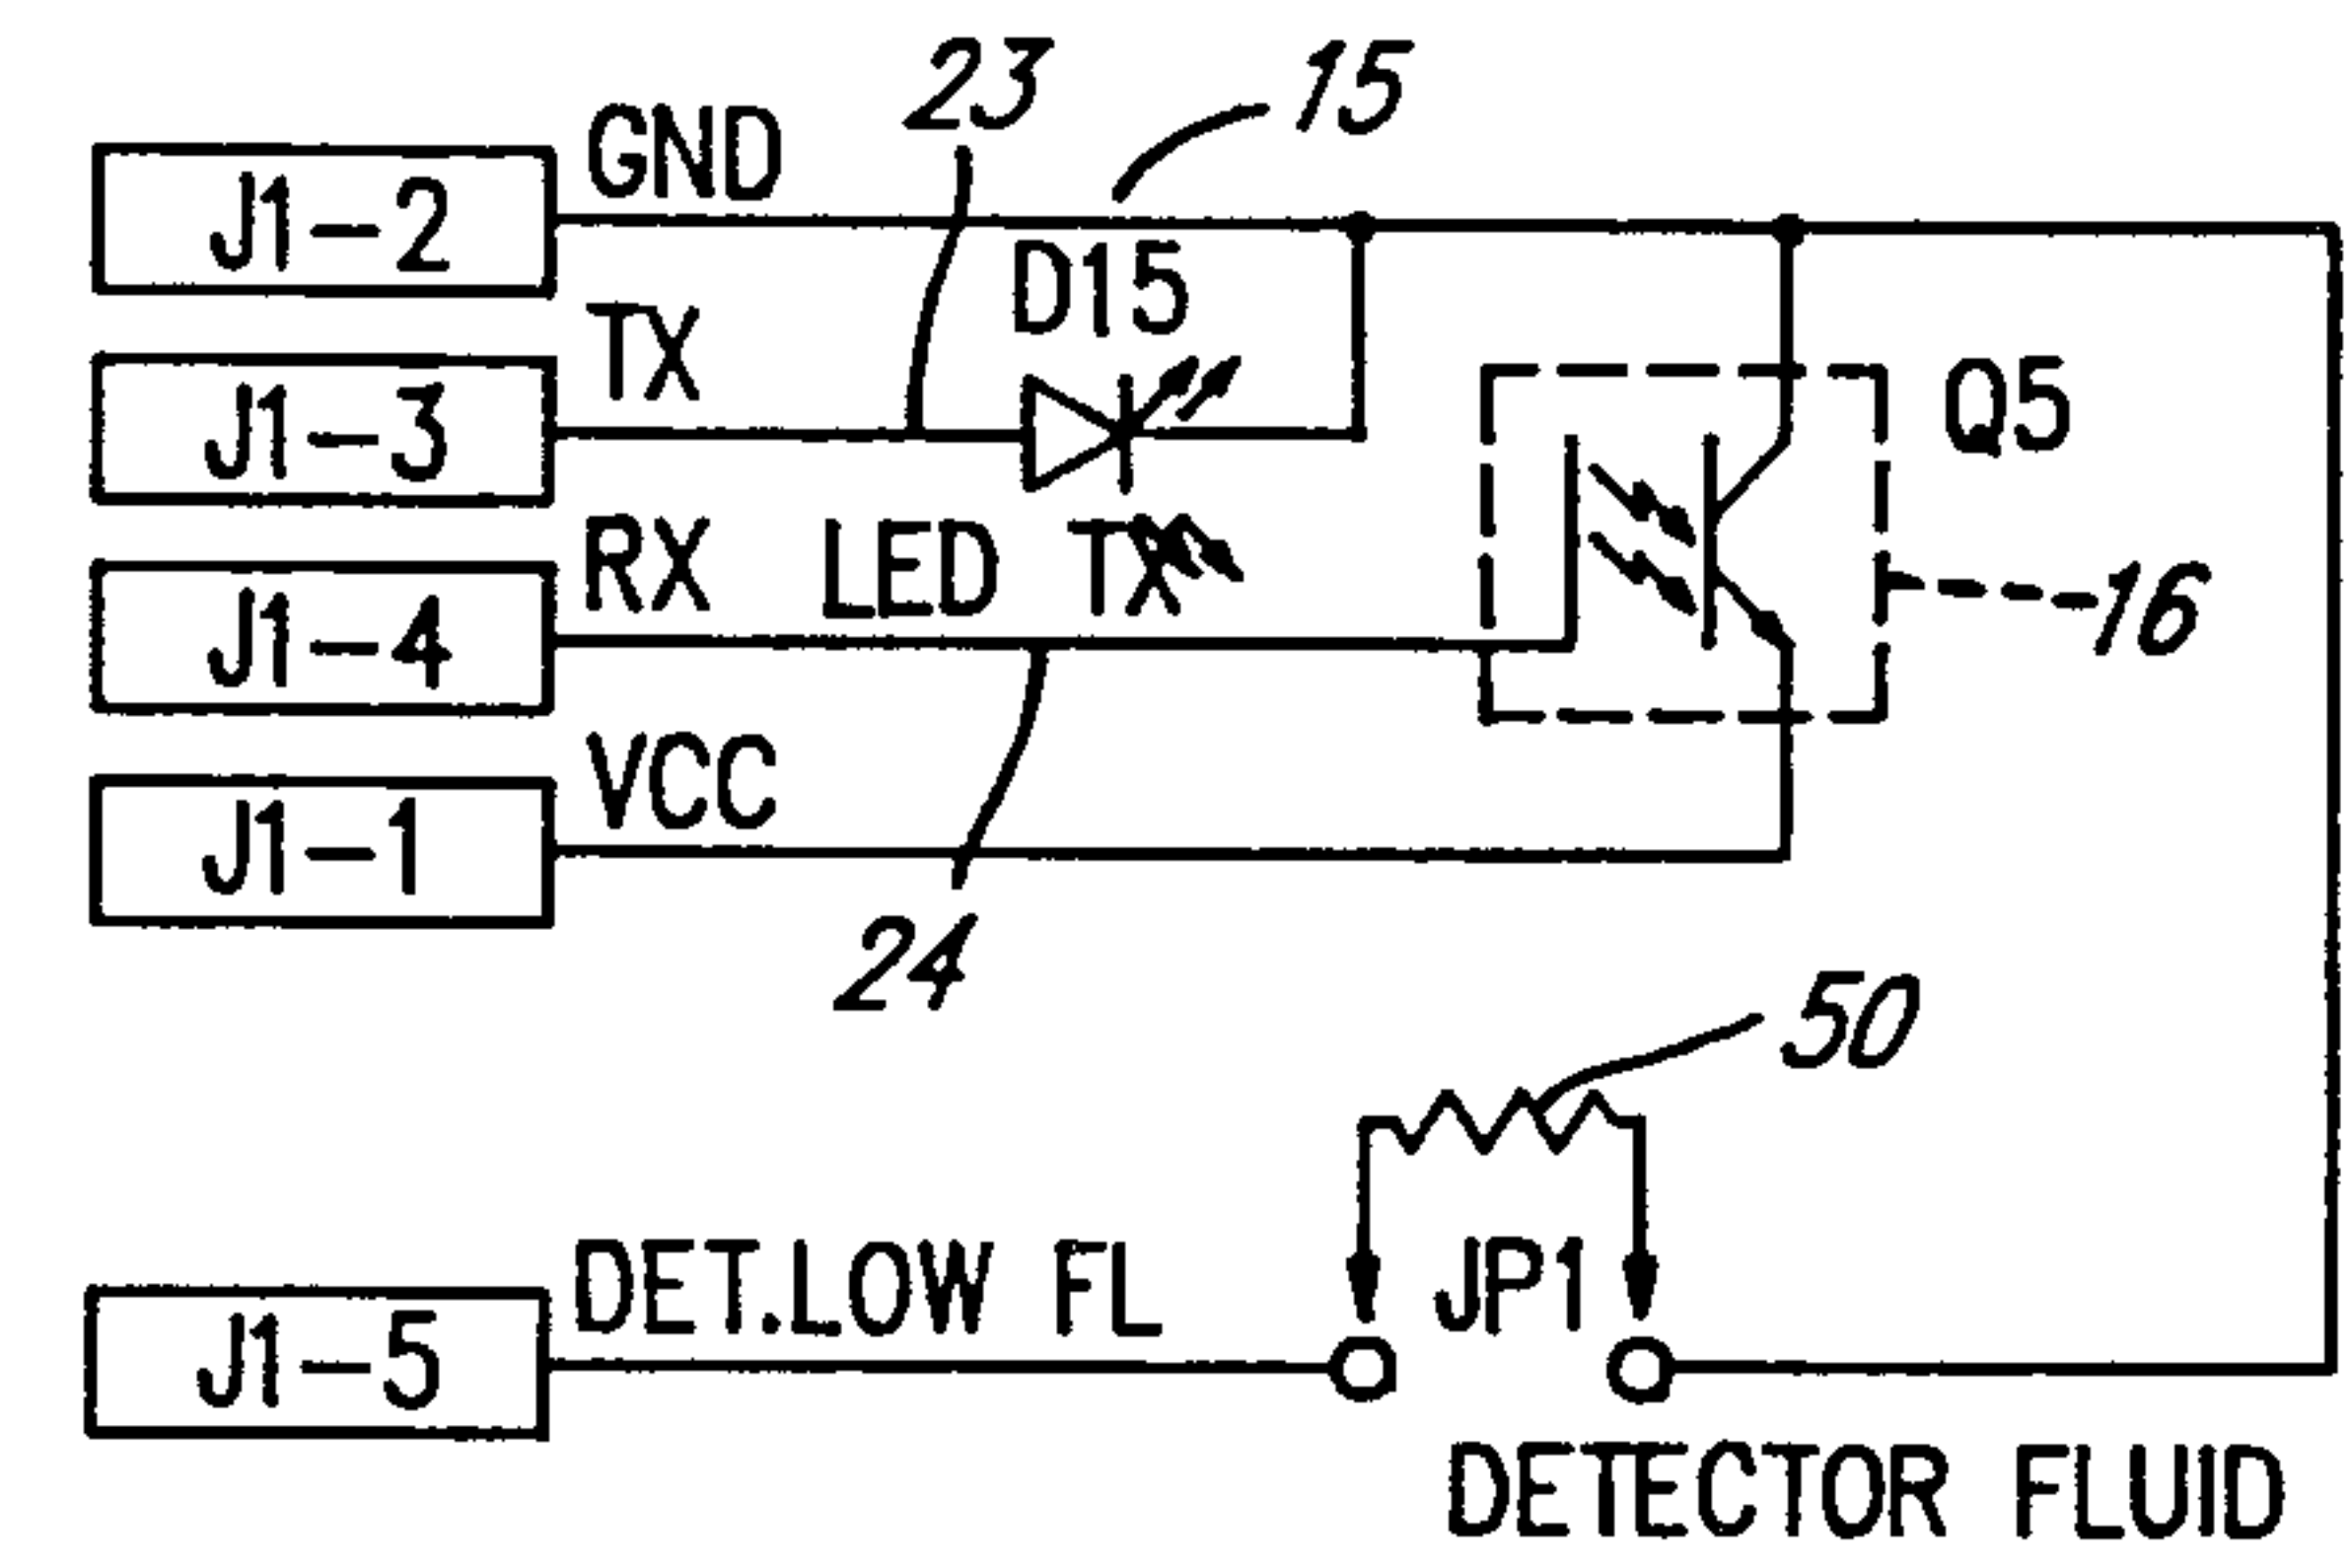 23
15
GND
J1-2
D15
TX
J1-3
Q5
RX
LED TX
J1-4
16
VCC
J1-1
24
50
DET.LOW FL
JP1
J1-5
DETECTOR FLUID